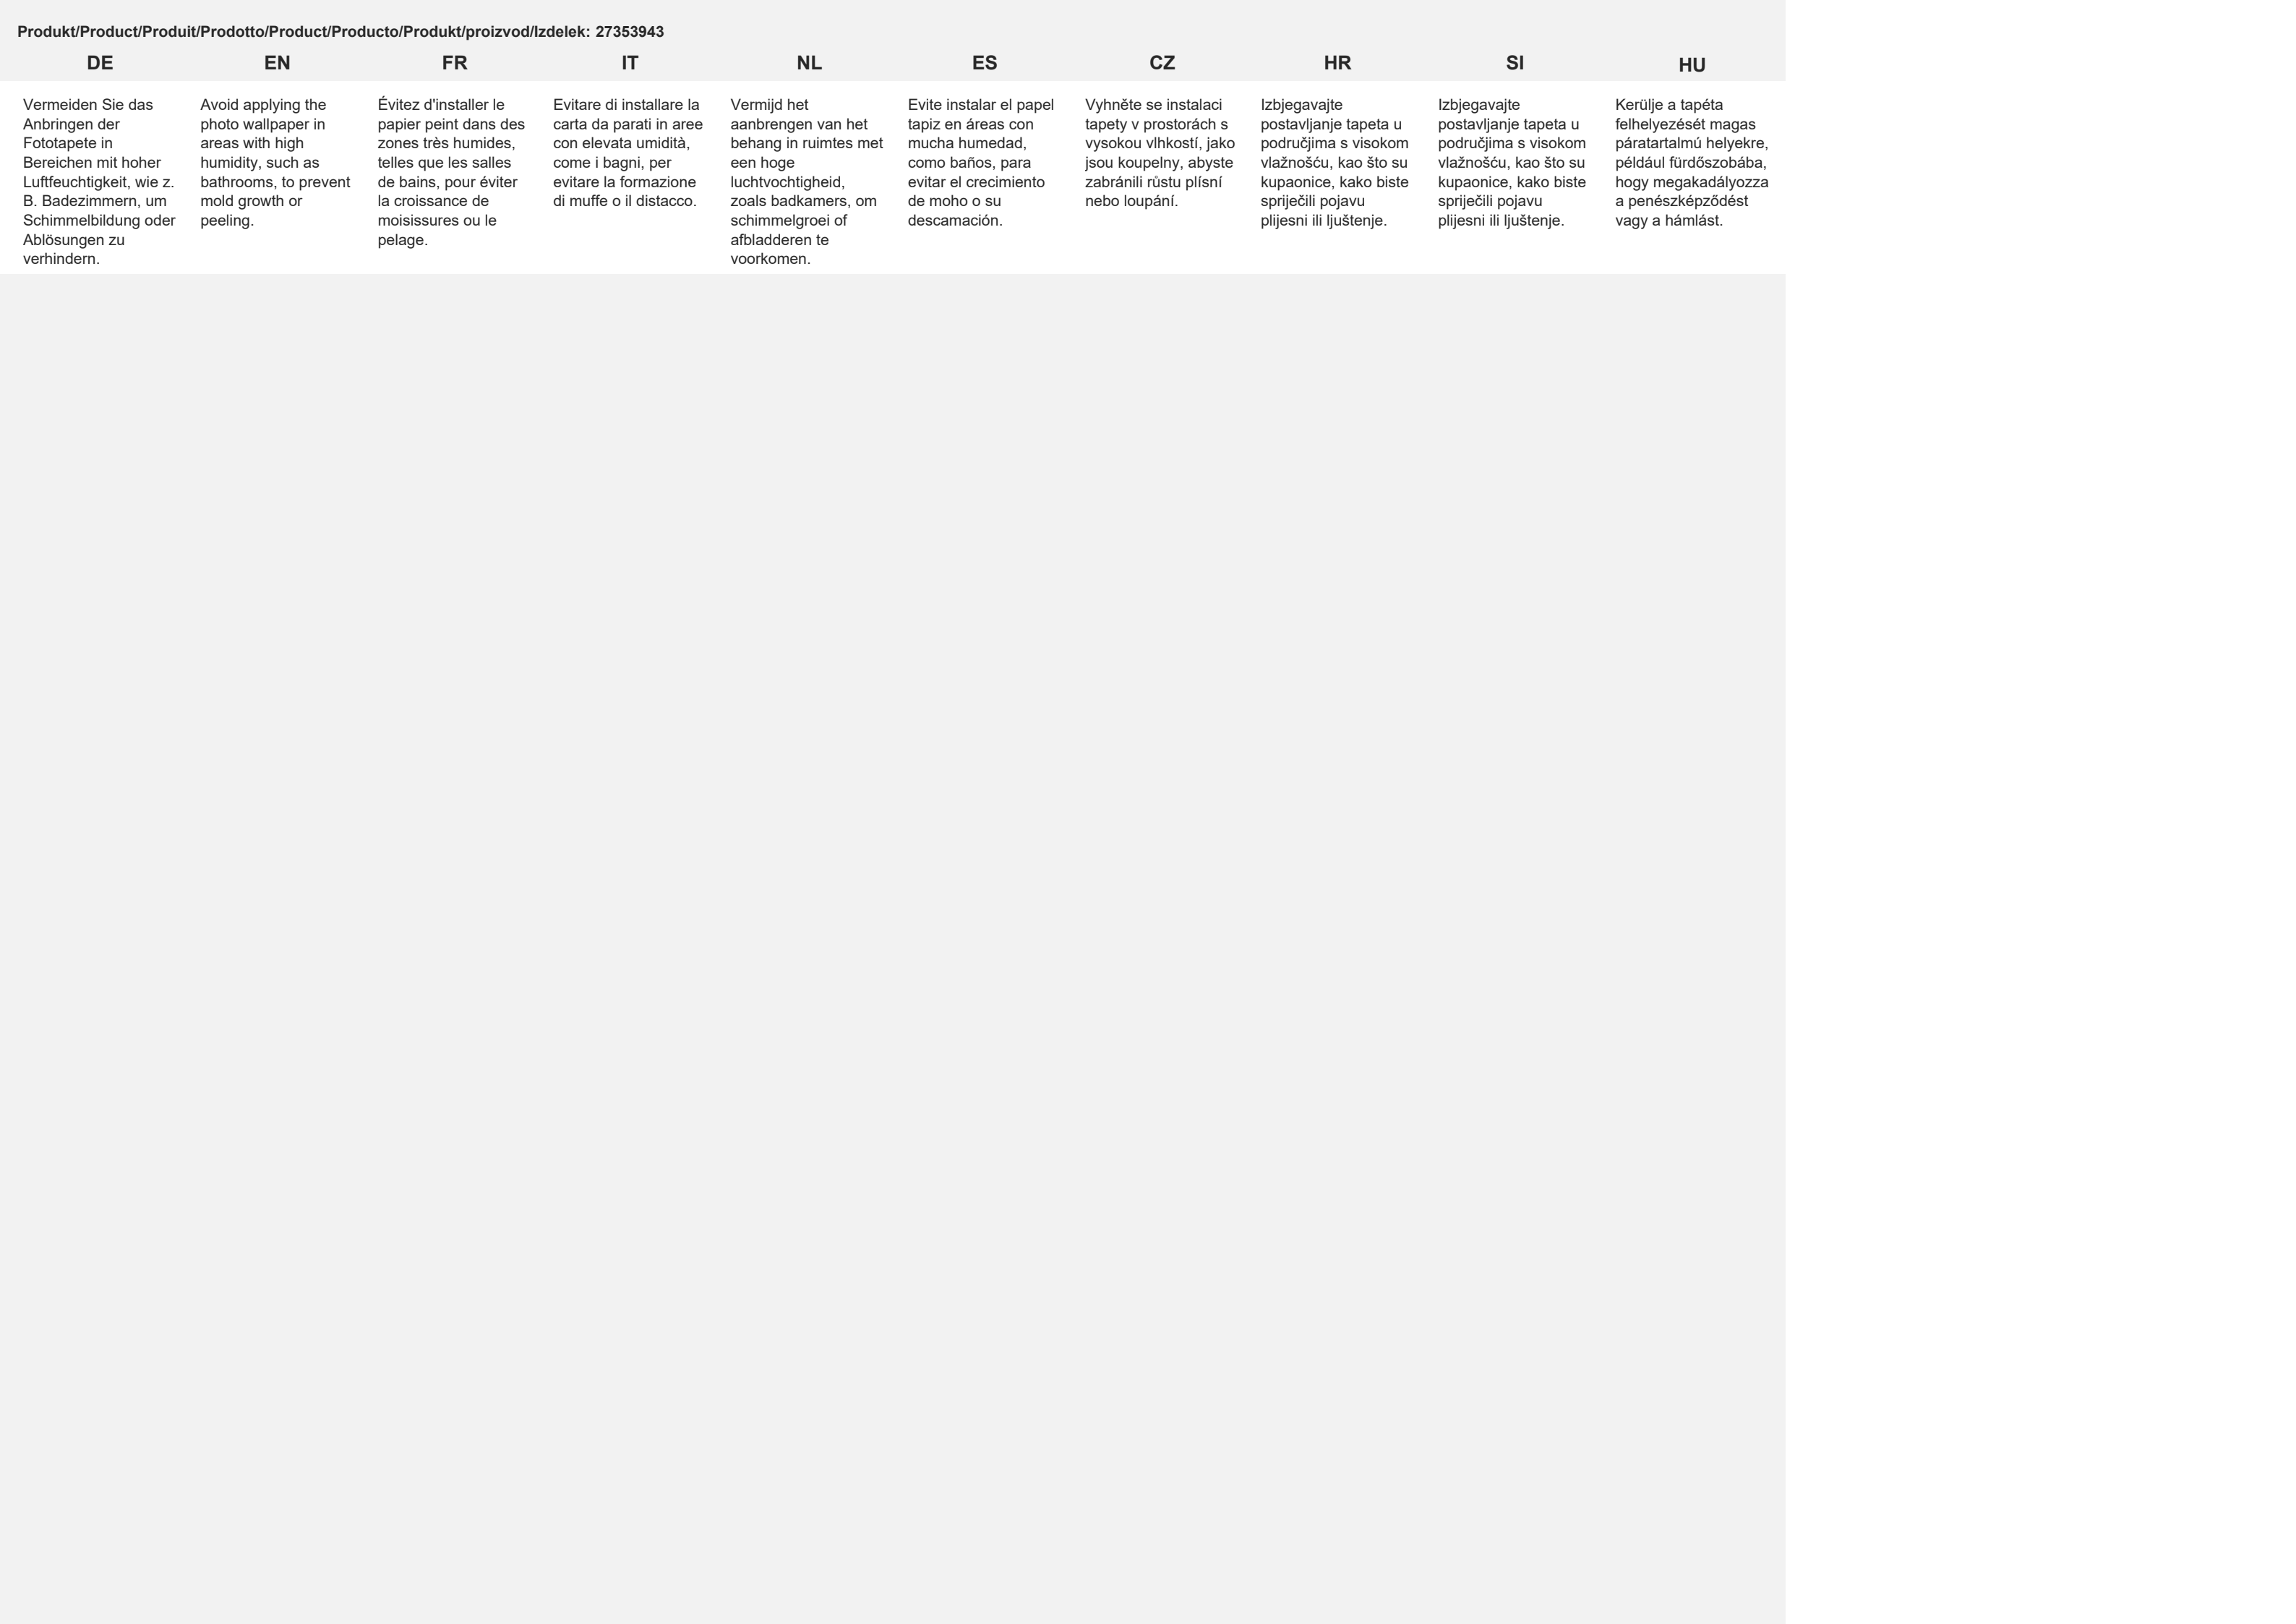 Produkt/Product/Produit/Prodotto/Product/Producto/Produkt/proizvod/Izdelek: 27353943
DE
EN
FR
IT
NL
ES
CZ
HR
SI
HU
Vermeiden Sie das
Anbringen der
Fototapete in
Bereichen mit hoher
Luftfeuchtigkeit, wie z.
B. Badezimmern, um
Schimmelbildung oder
Ablösungen zu
verhindern.
Avoid applying the
photo wallpaper in
areas with high
humidity, such as
bathrooms, to prevent
mold growth or
peeling.
Évitez d'installer le
papier peint dans des
zones très humides,
telles que les salles
de bains, pour éviter
la croissance de
moisissures ou le
pelage.
Evitare di installare la
carta da parati in aree
con elevata umidità,
come i bagni, per
evitare la formazione
di muffe o il distacco.
Vermijd het
aanbrengen van het
behang in ruimtes met
een hoge
luchtvochtigheid,
zoals badkamers, om
schimmelgroei of
afbladderen te
voorkomen.
Evite instalar el papel
tapiz en áreas con
mucha humedad,
como baños, para
evitar el crecimiento
de moho o su
descamación.
Vyhněte se instalaci
tapety v prostorách s
vysokou vlhkostí, jako
jsou koupelny, abyste
zabránili růstu plísní
nebo loupání.
Izbjegavajte
postavljanje tapeta u
područjima s visokom
vlažnošću, kao što su
kupaonice, kako biste
spriječili pojavu
plijesni ili ljuštenje.
Izbjegavajte
postavljanje tapeta u
područjima s visokom
vlažnošću, kao što su
kupaonice, kako biste
spriječili pojavu
plijesni ili ljuštenje.
Kerülje a tapéta
felhelyezését magas
páratartalmú helyekre,
például fürdőszobába,
hogy megakadályozza
a penészképződést
vagy a hámlást.